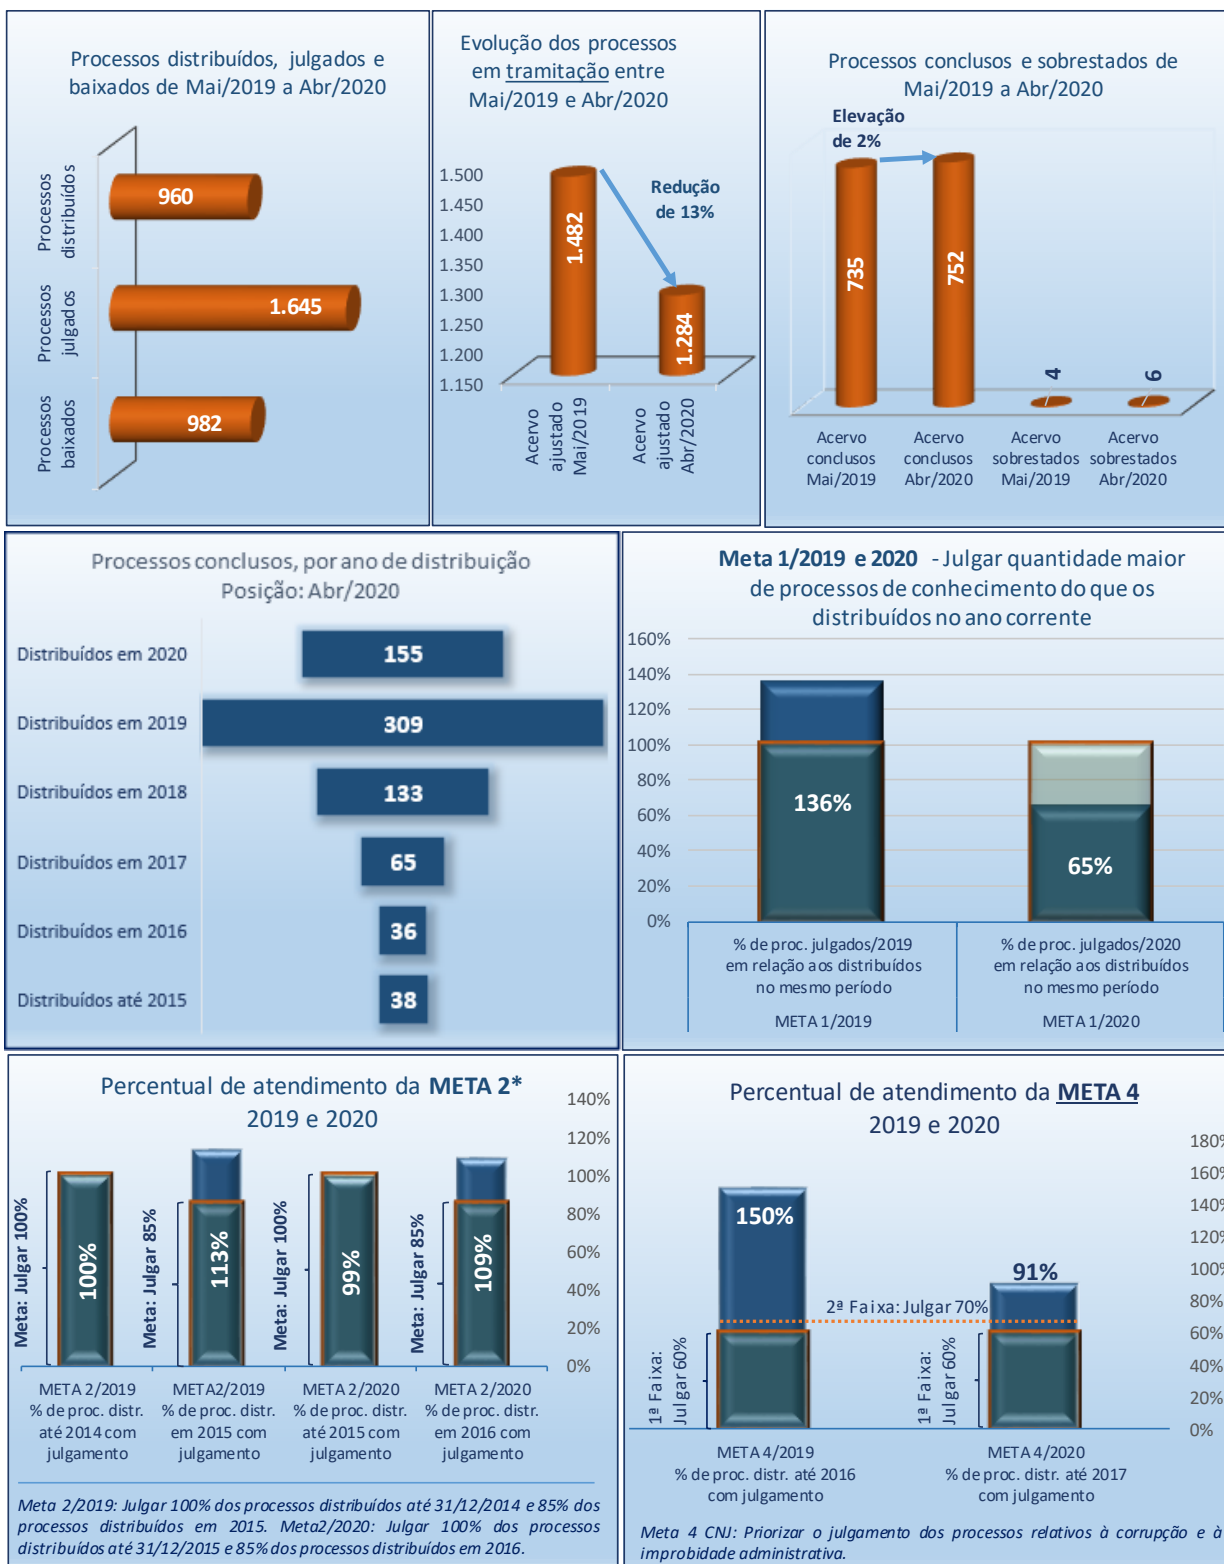 Processos distribuídos, julgados e
baixados de Mai/2019 a Abr/2020
Processos
distribuídos
960
Processos
julgados
1.645
Processos
baixados
982
Evolução dos processos
em tramitação entre
Mai/2019 e Abr/2020
1.500
1.450
1.400
1.350
1.300
1.250
1.200
1.150
1.482
Redução
de 13%
1.284
Acervo
ajustado
Mai/2019
Acervo
ajustado
Abr/2020
Processos conclusos e sobrestados de
Mai/2019 a Abr/2020
Elevação
de 2%
735
752
4
6
Acervo
conclusos
Mai/2019
Acervo
conclusos
Abr/2020
Acervo
sobrestados
Mai/2019
Acervo
sobrestados
Abr/2020
Processos conclusos, por ano de distribuição
Posição: Abr/2020
Distribuídos em 2020
155
Distribuídos em 2019
309
Distribuídos em 2018
133
Distribuídos em 2017
65
Distribuídos em 2016
36
Distribuídos até 2015
38
Meta 1/2019 e 2020 - Julgar quantidade maior
de processos de conhecimento do que os
distribuídos no ano corrente
160%
140%
120%
100%
80%
60%
40%
20%
0%
136%
65%
% de proc. julgados/2019
em relação aos distribuídos
no mesmo período
META 1/2019
% de proc. julgados/2020
em relação aos distribuídos
no mesmo período
META 1/2020
Percentual de atendimento da META 2*
2019 e 2020
140%
120%
100%
80%
60%
40%
20%
0%
Meta: Julgar 100%
100%
Meta: Julgar 85%
113%
Meta: Julgar 100%
99%
Meta: Julgar 85%
109%
META 2/2019
% de proc. distr.
até 2014 com
julgamento
META2/2019
% de proc. distr.
em 2015 com
julgamento
META 2/2020
% de proc. distr.
até 2015 com
julgamento
META 2/2020
% de proc. distr.
em 2016 com
julgamento
Meta 2/2019: Julgar 100% dos processos distribuídos até 31/12/2014 e 85% dos
processos distribuídos em 2015. Meta2/2020: Julgar 100% dos processos
distribuídos até 31/12/2015 e 85% dos processos distribuídos em 2016.
Percentual de atendimento da META 4
2019 e 2020
180%
160%
140%
120%
100%
80%
60%
40%
20%
0%
150%
91%
2ª Faixa: Julgar 70%
1ª Faixa:
Julgar 60%
1ª Faixa:
Julgar 60%
META 4/2019
% de proc. distr. até 2016
com julgamento
META 4/2020
% de proc. distr. até 2017
com julgamento
Meta 4 CNJ: Priorizar o julgamento dos processos relativos à corrupção e à
improbidade administrativa.